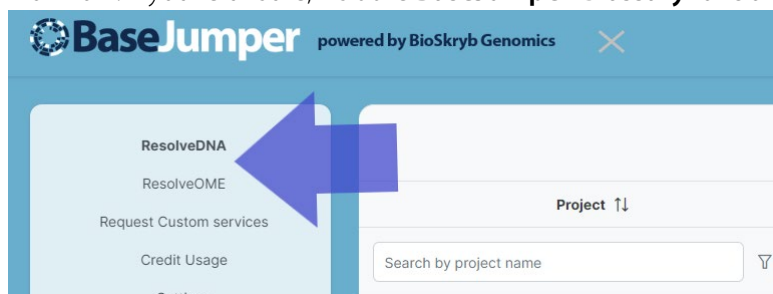 BaseJumper powered by BioSkryb Genomics
ResolveDNA
ResolveOME
Request Custom services
Credit Usage
Project
Search by project name